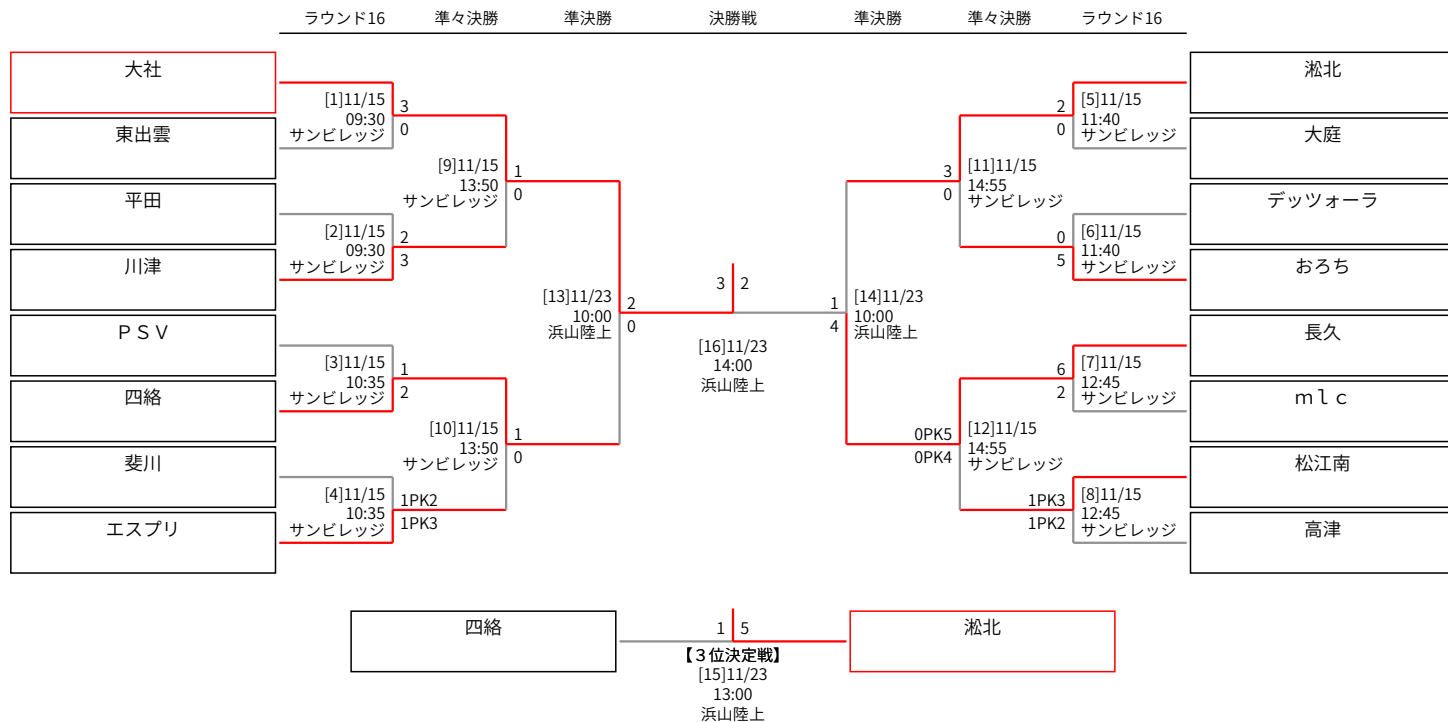 ラウンド16 準々決勝 準決勝 決勝戦 準決勝 準々決勝 ラウンド16
大社
東出雲
平田
川津
ＰＳＶ
四絡
斐川
エスプリ
[1]11/15
09:30
サンビレッジ
3
0
[2]11/15
09:30
サンビレッジ
2
3
[3]11/15
10:35
サンビレッジ
1
2
[4]11/15
10:35
サンビレッジ
1PK2
1PK3
[9]11/15
13:50
サンビレッジ
1
0
[10]11/15
13:50
サンビレッジ
1
0
[13]11/23
10:00
浜山陸上
2
0
3 2
[16]11/23
14:00
浜山陸上
1
4
[14]11/23
10:00
浜山陸上
3
0
[11]11/15
14:55
サンビレッジ
0PK5
0PK4
[12]11/15
14:55
サンビレッジ
2
0
[5]11/15
11:40
サンビレッジ
0
5
[6]11/15
11:40
サンビレッジ
6
2
[7]11/15
12:45
サンビレッジ
1PK3
1PK2
[8]11/15
12:45
サンビレッジ
淞北
大庭
デッツォーラ
おろち
長久
ｍｌｃ
松江南
高津
四絡
1 5
淞北
【３位決定戦】
[15]11/23
13:00
浜山陸上